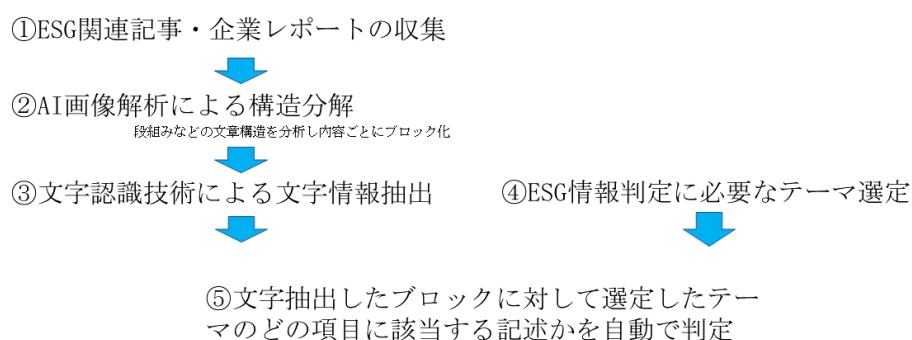 ①ESG関連記事・企業レポートの収集
②AI画像解析による構造分解
段組みなどの文章構造を分析し内容ごとにブロック化
③文字認識技術による文字情報抽出
④ESG情報判定に必要なテーマ選定
⑤文字抽出したブロックに対して選定したテー
マのどの項目に該当する記述かを自動で判定